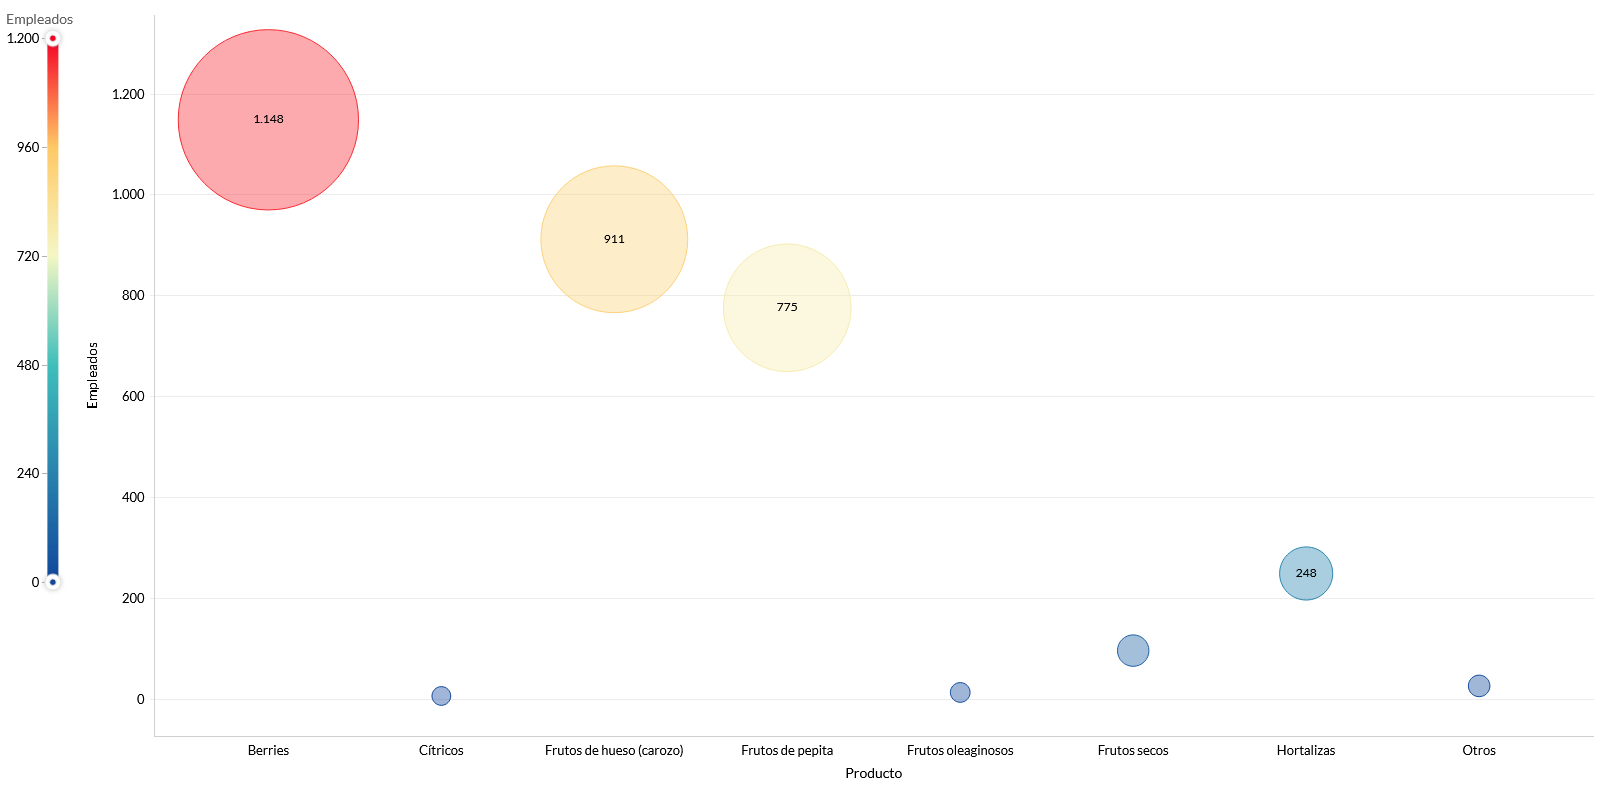 Empleados
1.200
960
720
480
240
0
Empleados
1.200
1.000
800
600
400
200
0
1.148
911
775
248
Berries
Cítricos
Frutos de hueso (carozo)
Frutos de pepita
Frutos oleaginosos
Frutos secos
Hortalizas
Otros
Producto